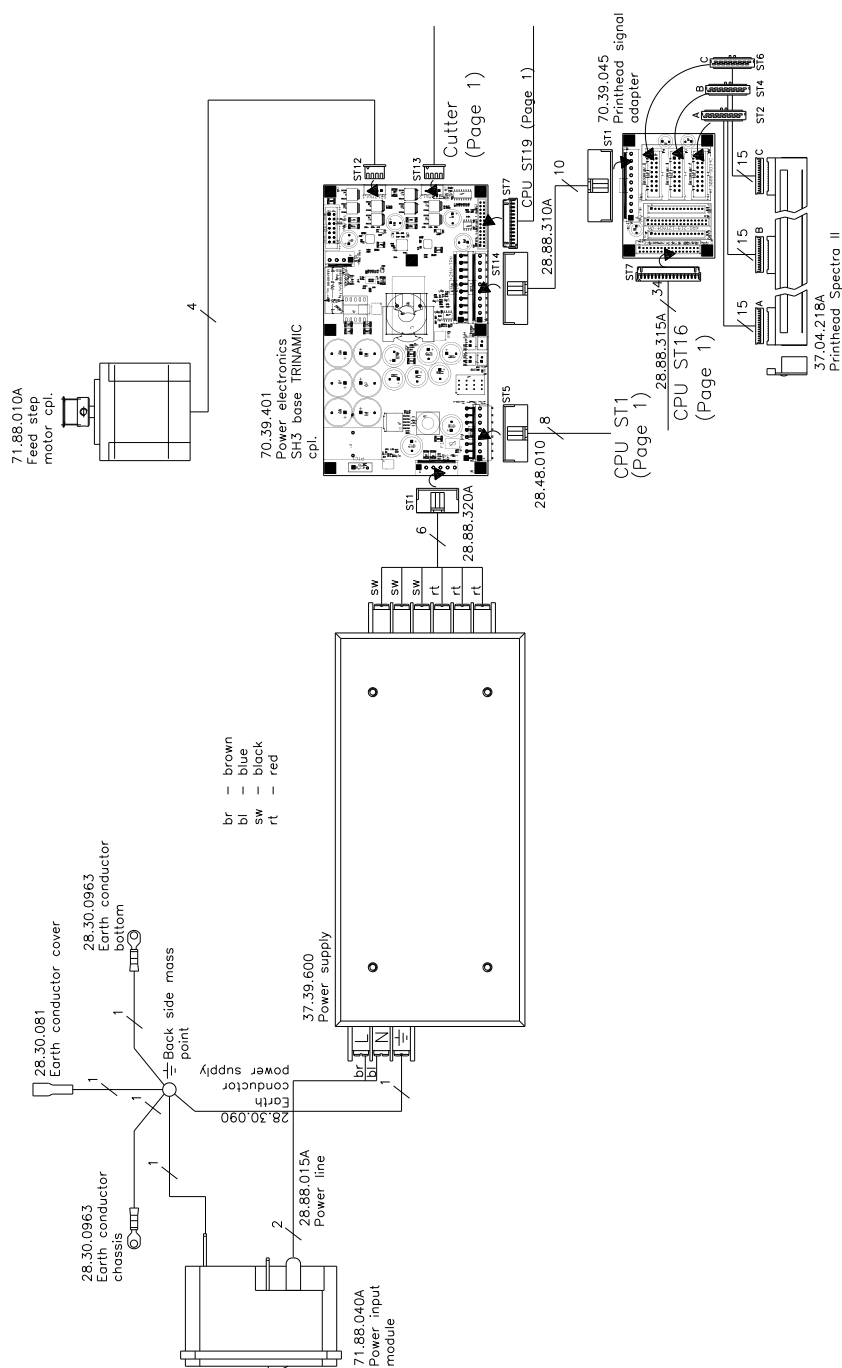 71.88.010A
Feed step
motor cpl.
4
70.39.401
Power electronics
SH3 base TRINAMIC
cpl.
ST12
ST13
Cutter
(Page 1)
ST7
CPU ST19 (Page 1)
ST14
28.88.310A
10
ST1
70.39.045
Printhead signal
adapter
ST7
34
28.88.315A
CPU ST16
(Page 1)
C
ST6
B
ST4
A
ST2
15
A
15
B
15
C
37.04.218A
Printhead Spectra II
ST5
28.48.010
8
CPU ST1
(Page 1)
ST1
6
28.88.320A
sw
sw
sw
rt
rt
rt
br – brown
bl – blue
sw – black
rt – red
37.39.600
Power supply
L
N
br
bl
1
28.30.0963
Earth conductor
bottom
1
28.30.081
Earth conductor cover
1
Back side mass
point
1
28.30.090
Earth
conductor
power supply
1
28.30.0963
Earth conductor
chassis
2
28.88.015A
Power line
71.88.040A
Power input
module